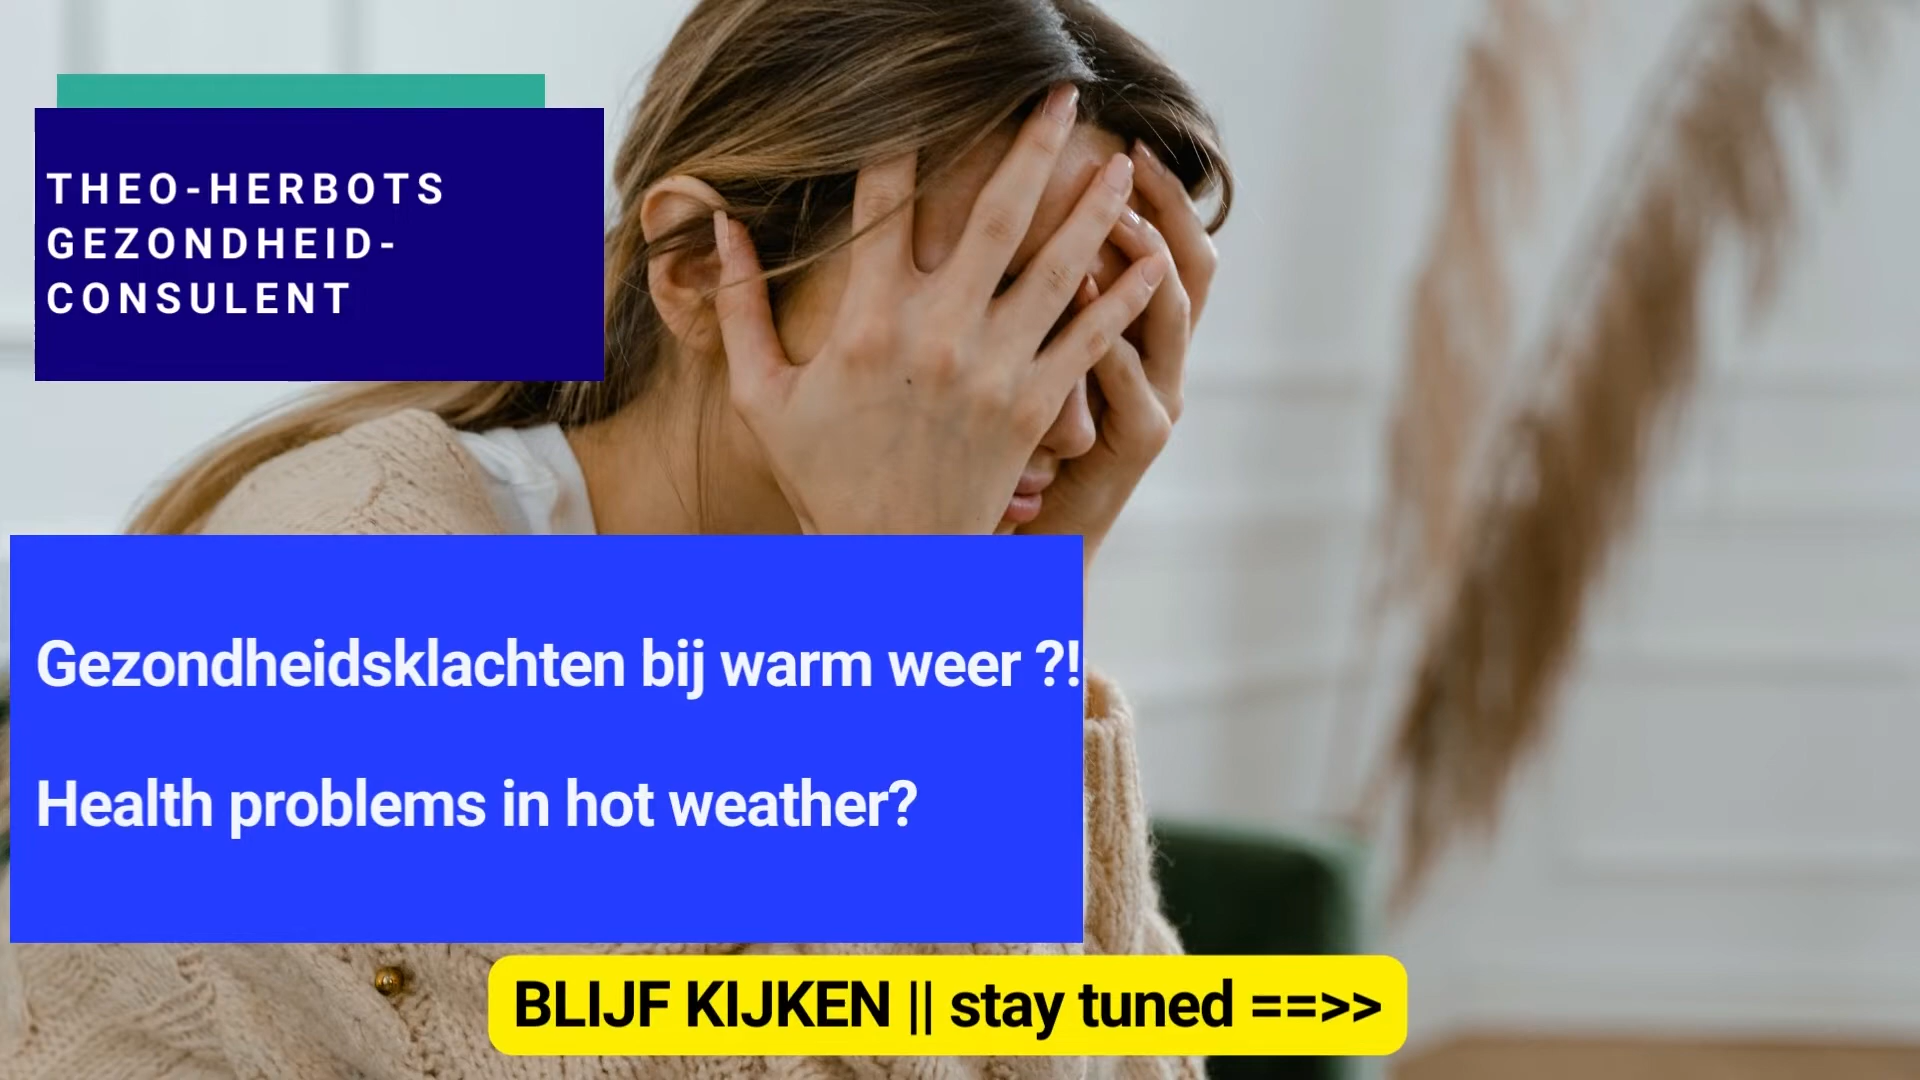 THEO-HERBOTS
GEZONDHEID-
CONSULENT
Gezondheidsklachten bij warm weer ?!
Health problems in hot weather?
BLIJF KIJKEN || stay tuned ==>>